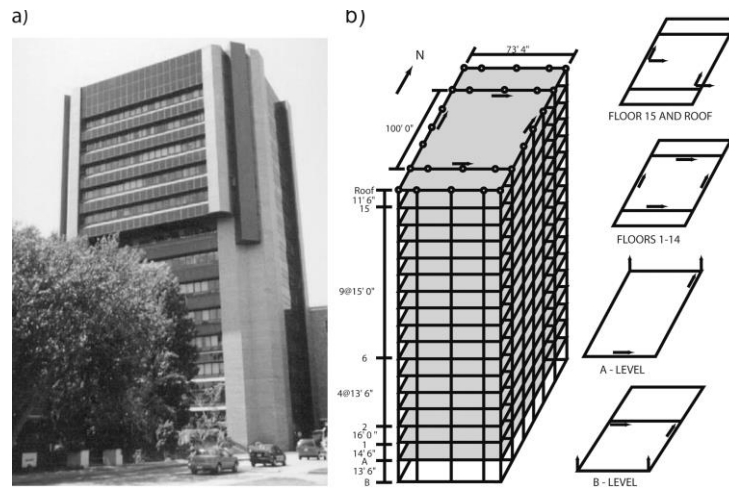 a)
b)
N
73' 4"
100' 0"
Roof
11' 6"
15
9@15' 0"
6
4@13' 6"
2
16' 0"
1
14' 6"
A
13' 6"
B
FLOOR 15 AND ROOF
FLOORS 1-14
A - LEVEL
B - LEVEL